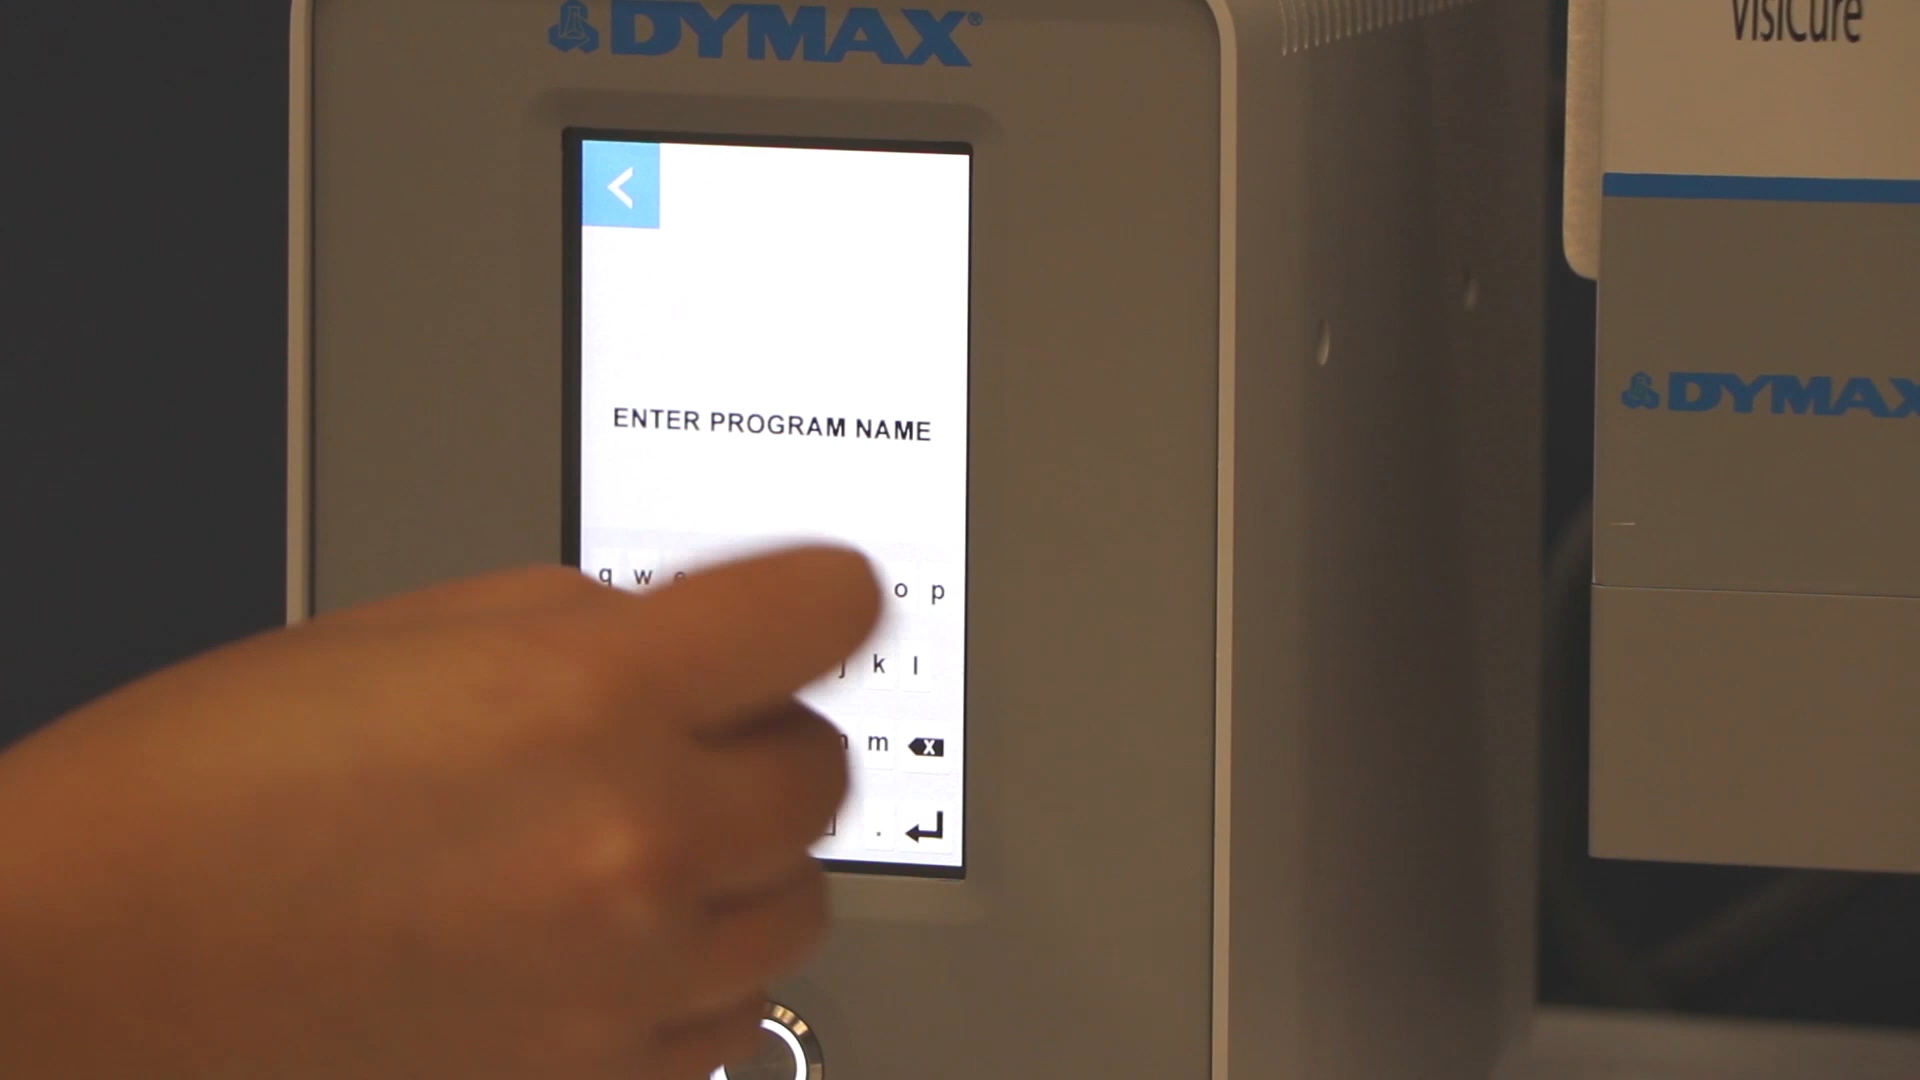 DYMAX®
VisiCure
<
ENTER PROGRAM NAME
DYMAX
q w e o p
j k l
m
.